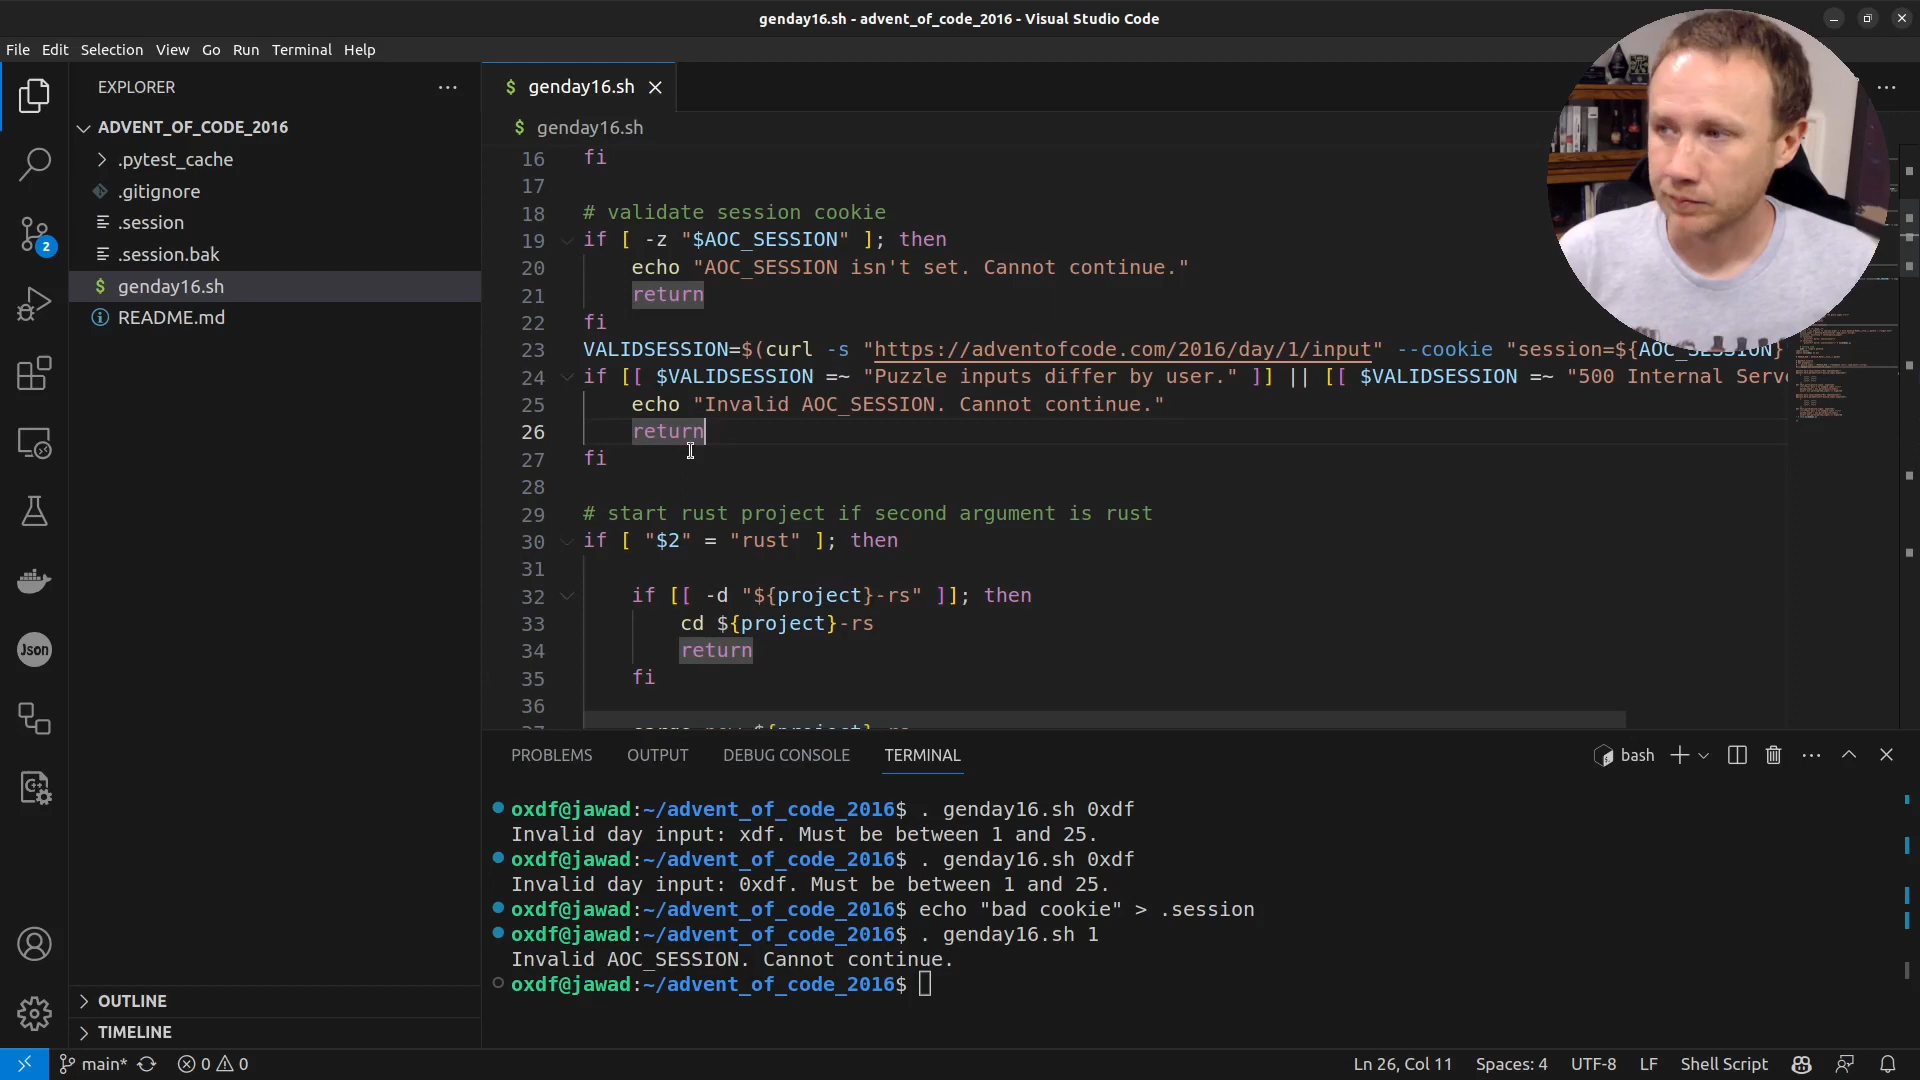 genday16.sh - advent_of_code_2016 - Visual Studio Code
File Edit Selection View Go Run Terminal Help
EXPLORER
ADVENT_OF_CODE_2016
.pytest_cache
.gitignore
.session
.session.bak
genday16.sh
README.md
OUTLINE
TIMELINE
2
Json
$ genday16.sh
$ genday16.sh
16 fi
17
18 # validate session cookie
19 if [ -z "$AOC_SESSION" ]; then
20 echo "AOC_SESSION isn't set. Cannot continue."
21 return
22 fi
23 VALIDSESSION=$(curl -s "https://adventofcode.com/2016/day/1/input" --cookie "session=${AOC_SESSION}
24 if [[ $VALIDSESSION =~ "Puzzle inputs differ by user." ]] || [[ $VALIDSESSION =~ "500 Internal Serve
25 echo "Invalid AOC_SESSION. Cannot continue."
26 return
27 fi
28
29 # start rust project if second argument is rust
30 if [ "$2" = "rust" ]; then
31
32 if [[ -d "${project}-rs" ]]; then
33 cd ${project}-rs
34 return
35 fi
36
37 cargo new ${project}-rs
PROBLEMS OUTPUT DEBUG CONSOLE TERMINAL
bash
oxdf@jawad:~/advent_of_code_2016$ . genday16.sh 0xdf
Invalid day input: xdf. Must be between 1 and 25.
oxdf@jawad:~/advent_of_code_2016$ . genday16.sh 0xdf
Invalid day input: 0xdf. Must be between 1 and 25.
oxdf@jawad:~/advent_of_code_2016$ echo "bad cookie" > .session
oxdf@jawad:~/advent_of_code_2016$ . genday16.sh 1
Invalid AOC_SESSION. Cannot continue.
oxdf@jawad:~/advent_of_code_2016$
main* 0 0 Ln 26, Col 11 Spaces: 4 UTF-8 LF Shell Script